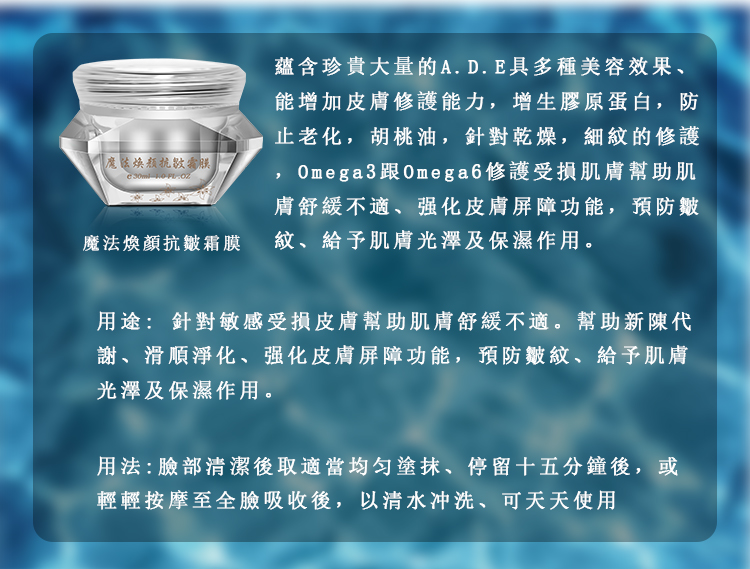 蘊含珍貴大量的A.D.E具多種美容效果、
能增加皮膚修護能力，增生膠原蛋白，防
止老化，胡桃油，針對乾燥，細紋的修護
，Omega3跟Omega6修護受損肌膚幫助肌
膚舒緩不適、强化皮膚屏障功能，預防皺
紋、給予肌膚光澤及保濕作用。
魔法煥顏抗皺霜膜
e 30ml 1.0 FL.OZ
魔法煥顏抗皺霜膜
用途: 針對敏感受損皮膚幫助肌膚舒緩不適。幫助新陳代
謝、滑順淨化、强化皮膚屏障功能，預防皺紋、給予肌膚
光澤及保濕作用。
用法:臉部清潔後取適當均匀塗抹、停留十五分鐘後，或
輕輕按摩至全臉吸收後，以清水冲洗、可天天使用